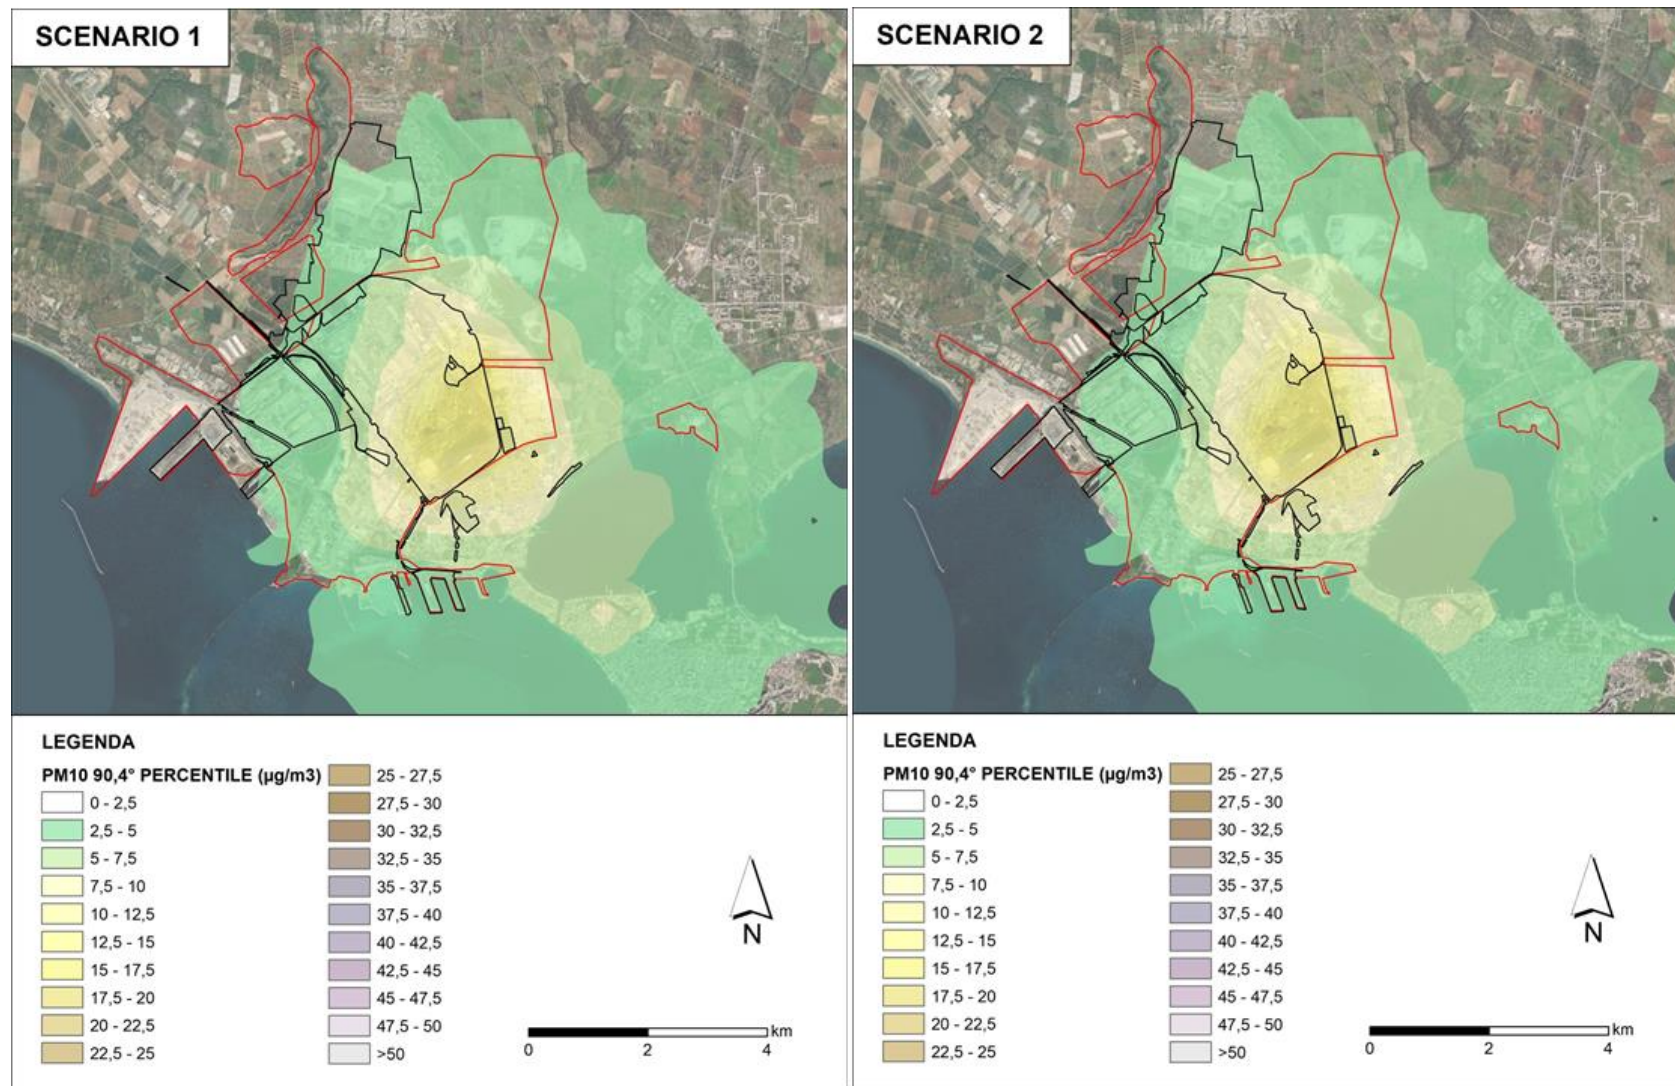 SCENARIO 1
LEGENDA
PM10 90,4° PERCENTILE (µg/m3)
0 - 2,5
2,5 - 5
5 - 7,5
7,5 - 10
10 - 12,5
12,5 - 15
15 - 17,5
17,5 - 20
20 - 22,5
22,5 - 25
25 - 27,5
27,5 - 30
30 - 32,5
32,5 - 35
35 - 37,5
37,5 - 40
40 - 42,5
42,5 - 45
45 - 47,5
47,5 - 50
>50
N
km
0 2 4
SCENARIO 2
LEGENDA
PM10 90,4° PERCENTILE (µg/m3)
0 - 2,5
2,5 - 5
5 - 7,5
7,5 - 10
10 - 12,5
12,5 - 15
15 - 17,5
17,5 - 20
20 - 22,5
22,5 - 25
25 - 27,5
27,5 - 30
30 - 32,5
32,5 - 35
35 - 37,5
37,5 - 40
40 - 42,5
42,5 - 45
45 - 47,5
47,5 - 50
>50
N
km
0 2 4